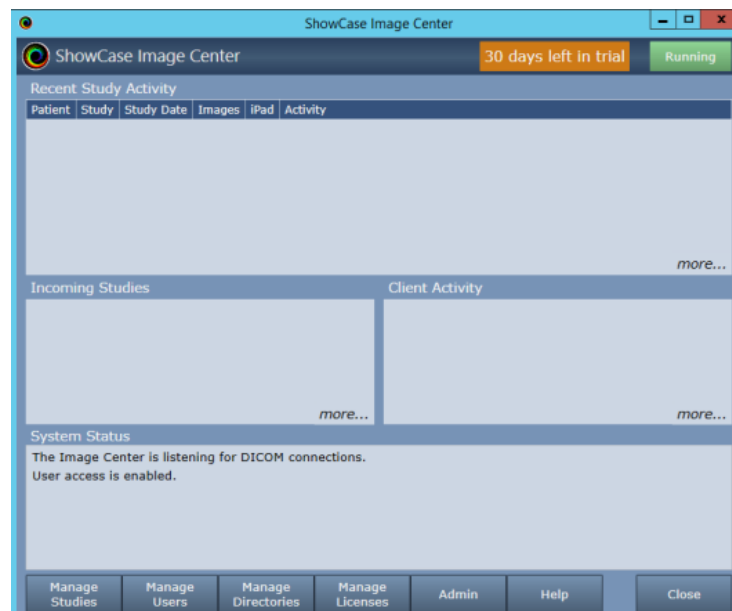 ShowCase Image Center
ShowCase Image Center
30 days left in trial
Running
Recent Study Activity
Patient Study Study Date Images iPad Activity
more...
Incoming Studies
Client Activity
more...
more...
System Status
The Image Center is listening for DICOM connections.
User access is enabled.
Manage
Studies
Manage
Users
Manage
Directories
Manage
Licenses
Admin
Help
Close